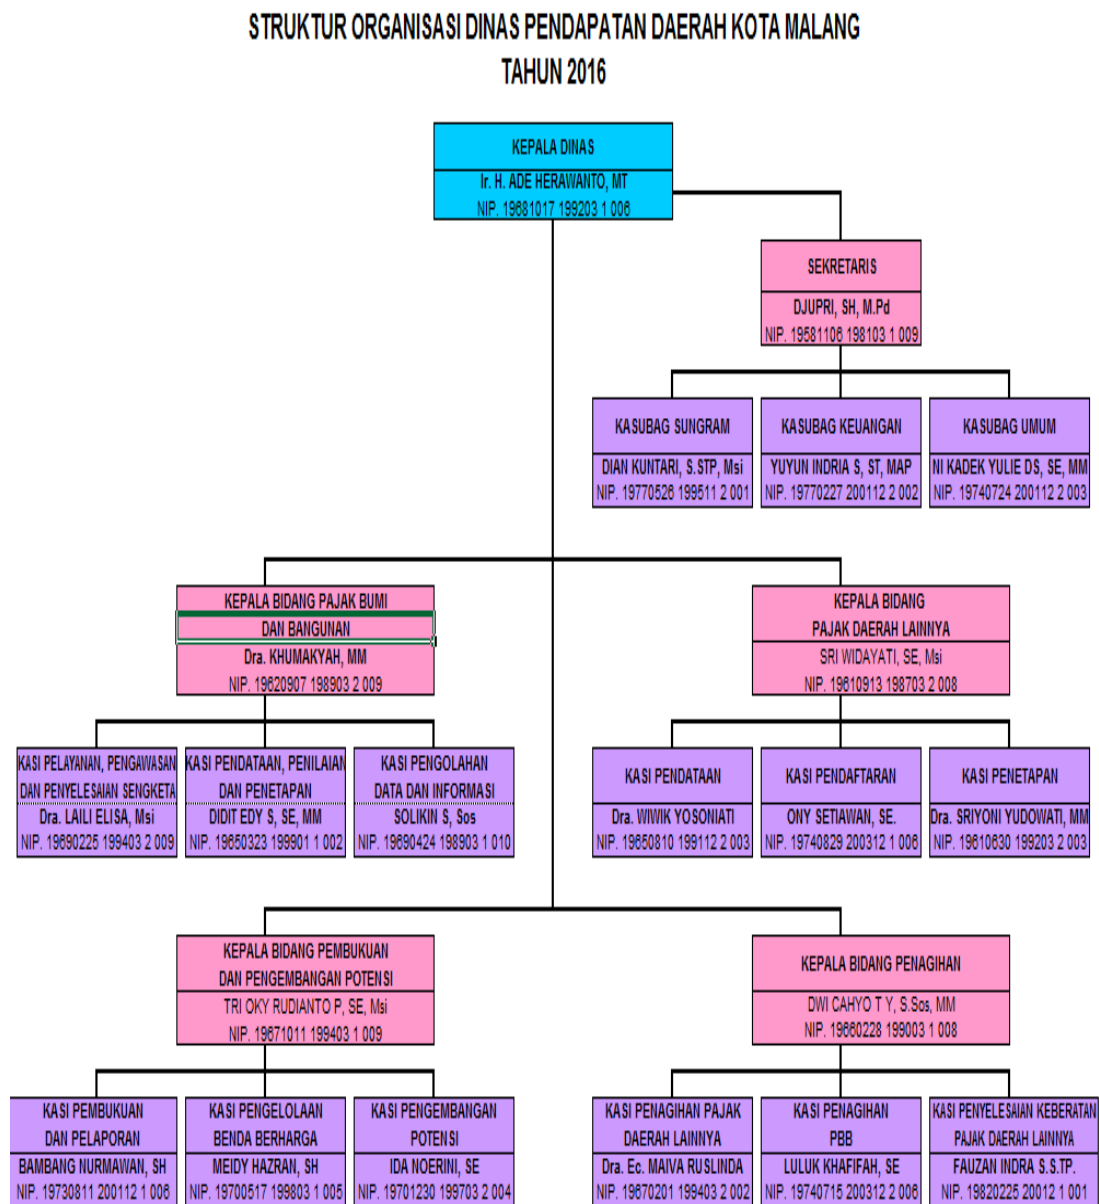 STRUKTUR ORGANISASI DINAS PENDAPATAN DAERAH KOTA MALANG
TAHUN 2016
KEPALA DINAS
Ir. H. ADE HERAWANTO, MT
NIP. 19681017 199203 1 006
SEKRETARIS
DJUPRI, SH, M.Pd
NIP. 19581106 198103 1 009
KASUBAG SUNGRAM
DIAN KUNTARI, S.STP, Msi
NIP. 19770526 199511 2 001
KASUBAG KEUANGAN
YUYUN INDRIA S, ST, MAP
NIP. 19770227 200112 2 002
KASUBAG UMUM
NI KADEK YULIE DS, SE, MM
NIP. 19740724 200112 2 003
KEPALA BIDANG PAJAK BUMI
DAN BANGUNAN
Dra. KHUMAKYAH, MM
NIP. 19620907 198903 2 009
KEPALA BIDANG
PAJAK DAERAH LAINNYA
SRI WIDAYATI, SE, Msi
NIP. 19610913 198703 2 008
KASI PELAYANAN, PENGAWASAN
DAN PENYELESAIAN SENGKETA
Dra. LAILI ELISA, Msi
NIP. 19690225 199403 2 009
KASI PENDATAAN, PENILAIAN
DAN PENETAPAN
DIDIT EDY S, SE, MM
NIP. 19650323 199901 1 002
KASI PENGOLAHAN
DATA DAN INFORMASI
SOLIKIN S, Sos
NIP. 19690424 198903 1 010
KASI PENDATAAN
Dra. WIWIK YOSONIATI
NIP. 19650810 199112 2 003
KASI PENDAFTARAN
ONY SETIAWAN, SE.
NIP. 19740829 200312 1 006
KASI PENETAPAN
Dra. SRIYONI YUDOWATI, MM
NIP. 19610630 199203 2 003
KEPALA BIDANG PEMBUKUAN
DAN PENGEMBANGAN POTENSI
TRI OKY RUDIANTO P, SE, Msi
NIP. 19671011 199403 1 009
KEPALA BIDANG PENAGIHAN
DWI CAHYO T Y, S.Sos, MM
NIP. 19660228 199003 1 008
KASI PEMBUKUAN
DAN PELAPORAN
BAMBANG NURMAWAN, SH
NIP. 19730811 200112 1 006
KASI PENGELOLAAN
BENDA BERHARGA
MEIDY HAZRAN, SH
NIP. 19700517 199803 1 005
KASI PENGEMBANGAN
POTENSI
IDA NOERINI, SE
NIP. 19701230 199703 2 004
KASI PENAGIHAN PAJAK
DAERAH LAINNYA
Dra. Ec. MAIVA RUSLINDA
NIP. 19670201 199403 2 002
KASI PENAGIHAN
PBB
LULUK KHAFIFAH, SE
NIP. 19740715 200312 2 006
KASI PENYELESAIAN KEBERATAN
PAJAK DAERAH LAINNYA
FAUZAN INDRA S.S.TP.
NIP. 19820225 20012 1 001